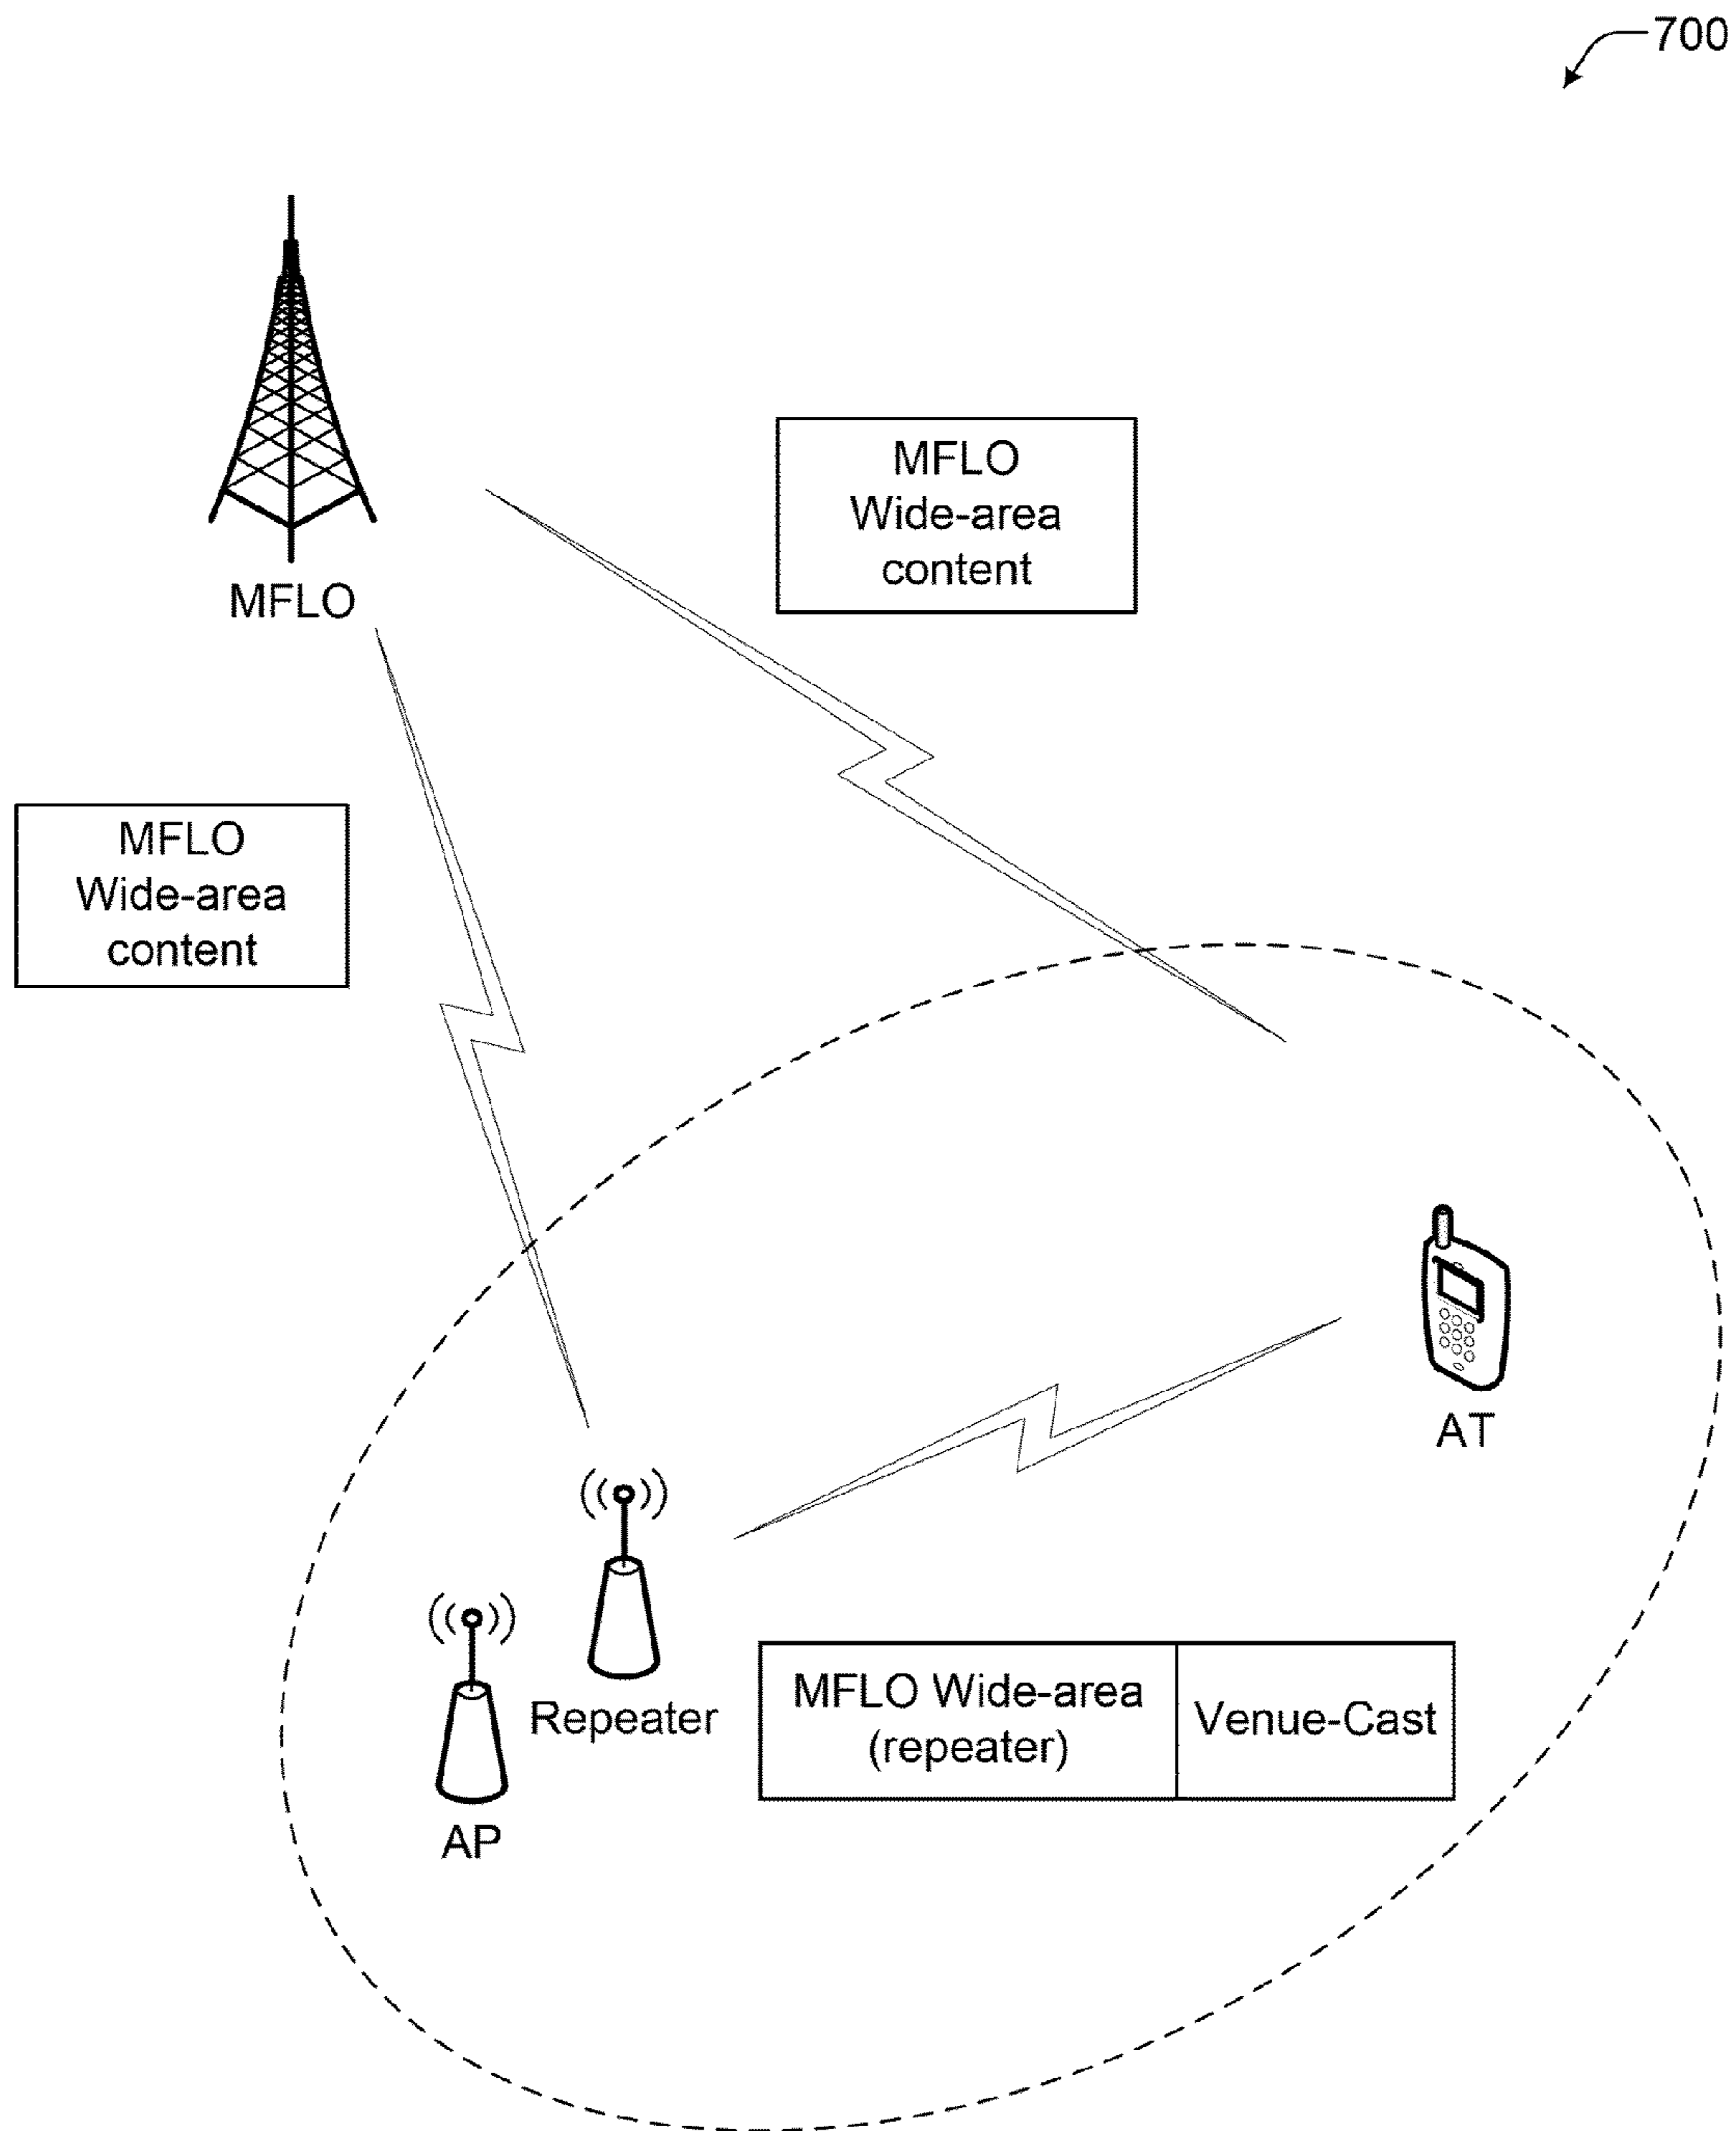 700
MFLO
Wide-area
content
MFLO
MFLO
Wide-area
content
AT
Repeater
MFLO Wide-area
(repeater)
Venue-Cast
AP